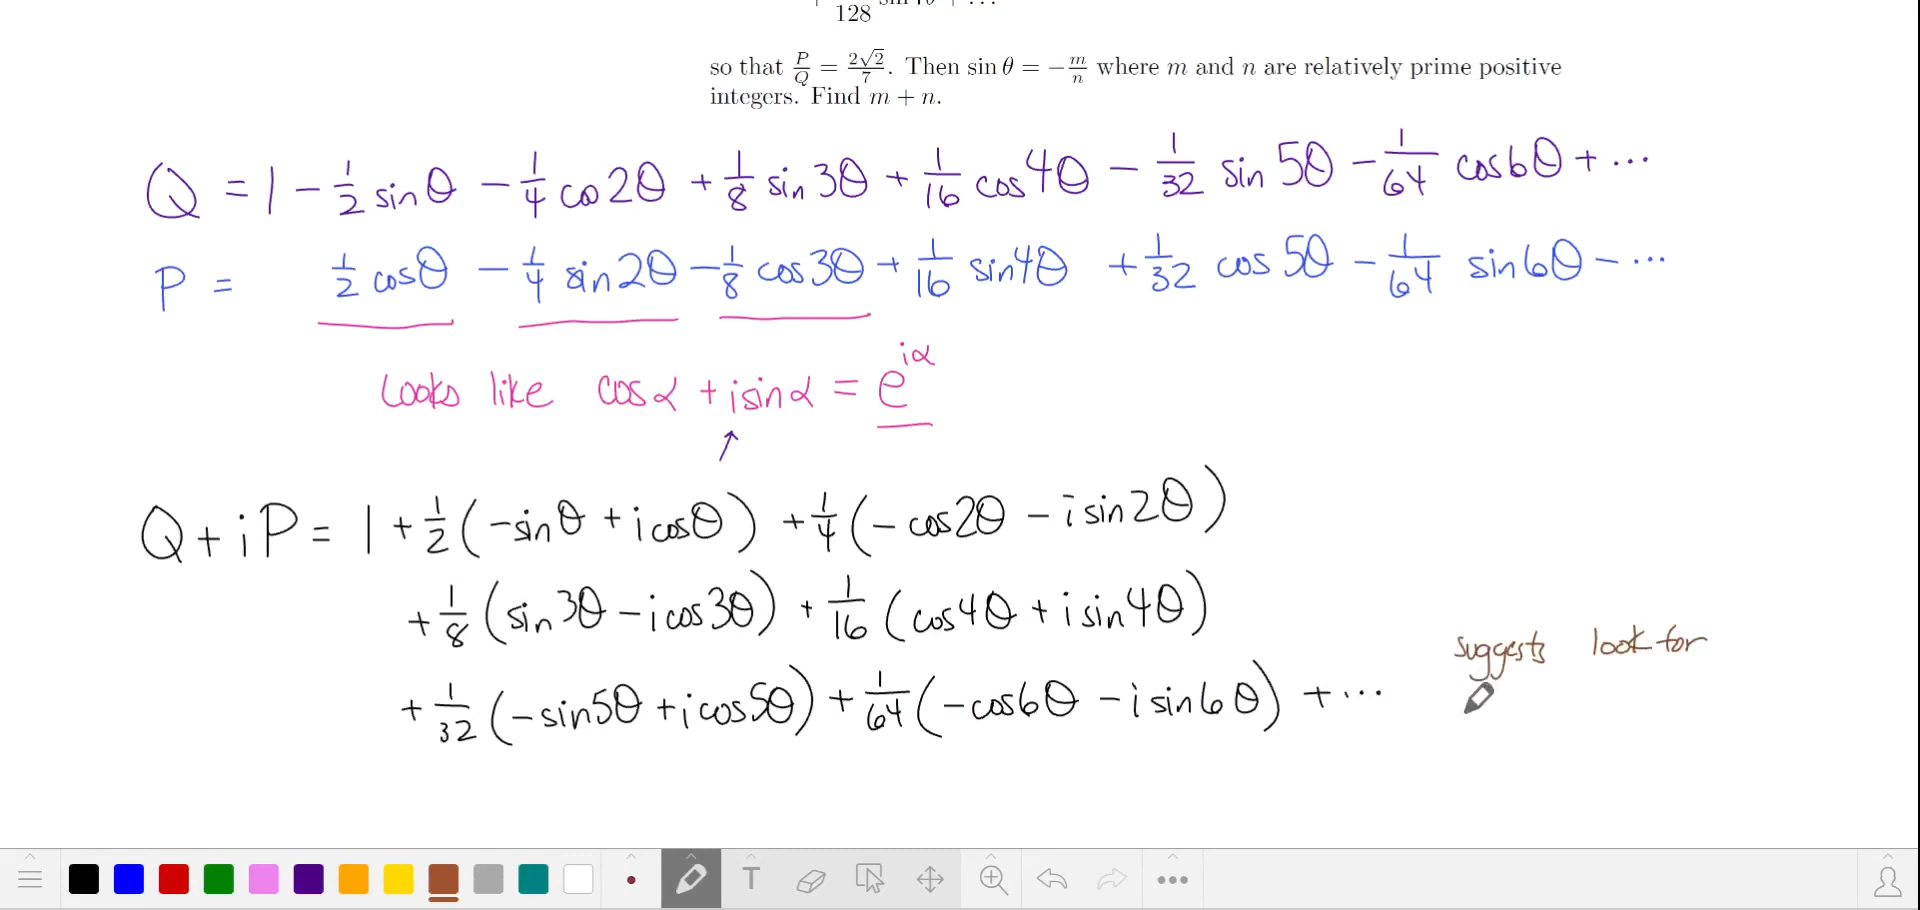 128 sin 4θ + ...
so that P/Q = 2√2/7. Then sin θ = −m/n where m and n are relatively prime positive
integers. Find m + n.
Q = 1 − 1/2 sinθ − 1/4 co 2θ + 1/8 sin 3θ + 1/16 cos 4θ − 1/32 sin 5θ − 1/64 cos 6θ + ...
P = 1/2 cosθ − 1/4 sin 2θ − 1/8 cos 3θ + 1/16 sin 4θ + 1/32 cos 5θ − 1/64 sin 6θ − ...
looks like cos α + i sin α = e^{iα}
Q + iP = 1 + 1/2 (−sin θ + i cos θ) + 1/4 (−cos 2θ − i sin 2θ)
+ 1/8 (sin 3θ − i cos 3θ) + 1/16 (cos 4θ + i sin 4θ)
suggests look for
+ 1/32 (−sin 5θ + i cos 5θ) + 1/64 (−cos 6θ − i sin 6θ) + ...
T